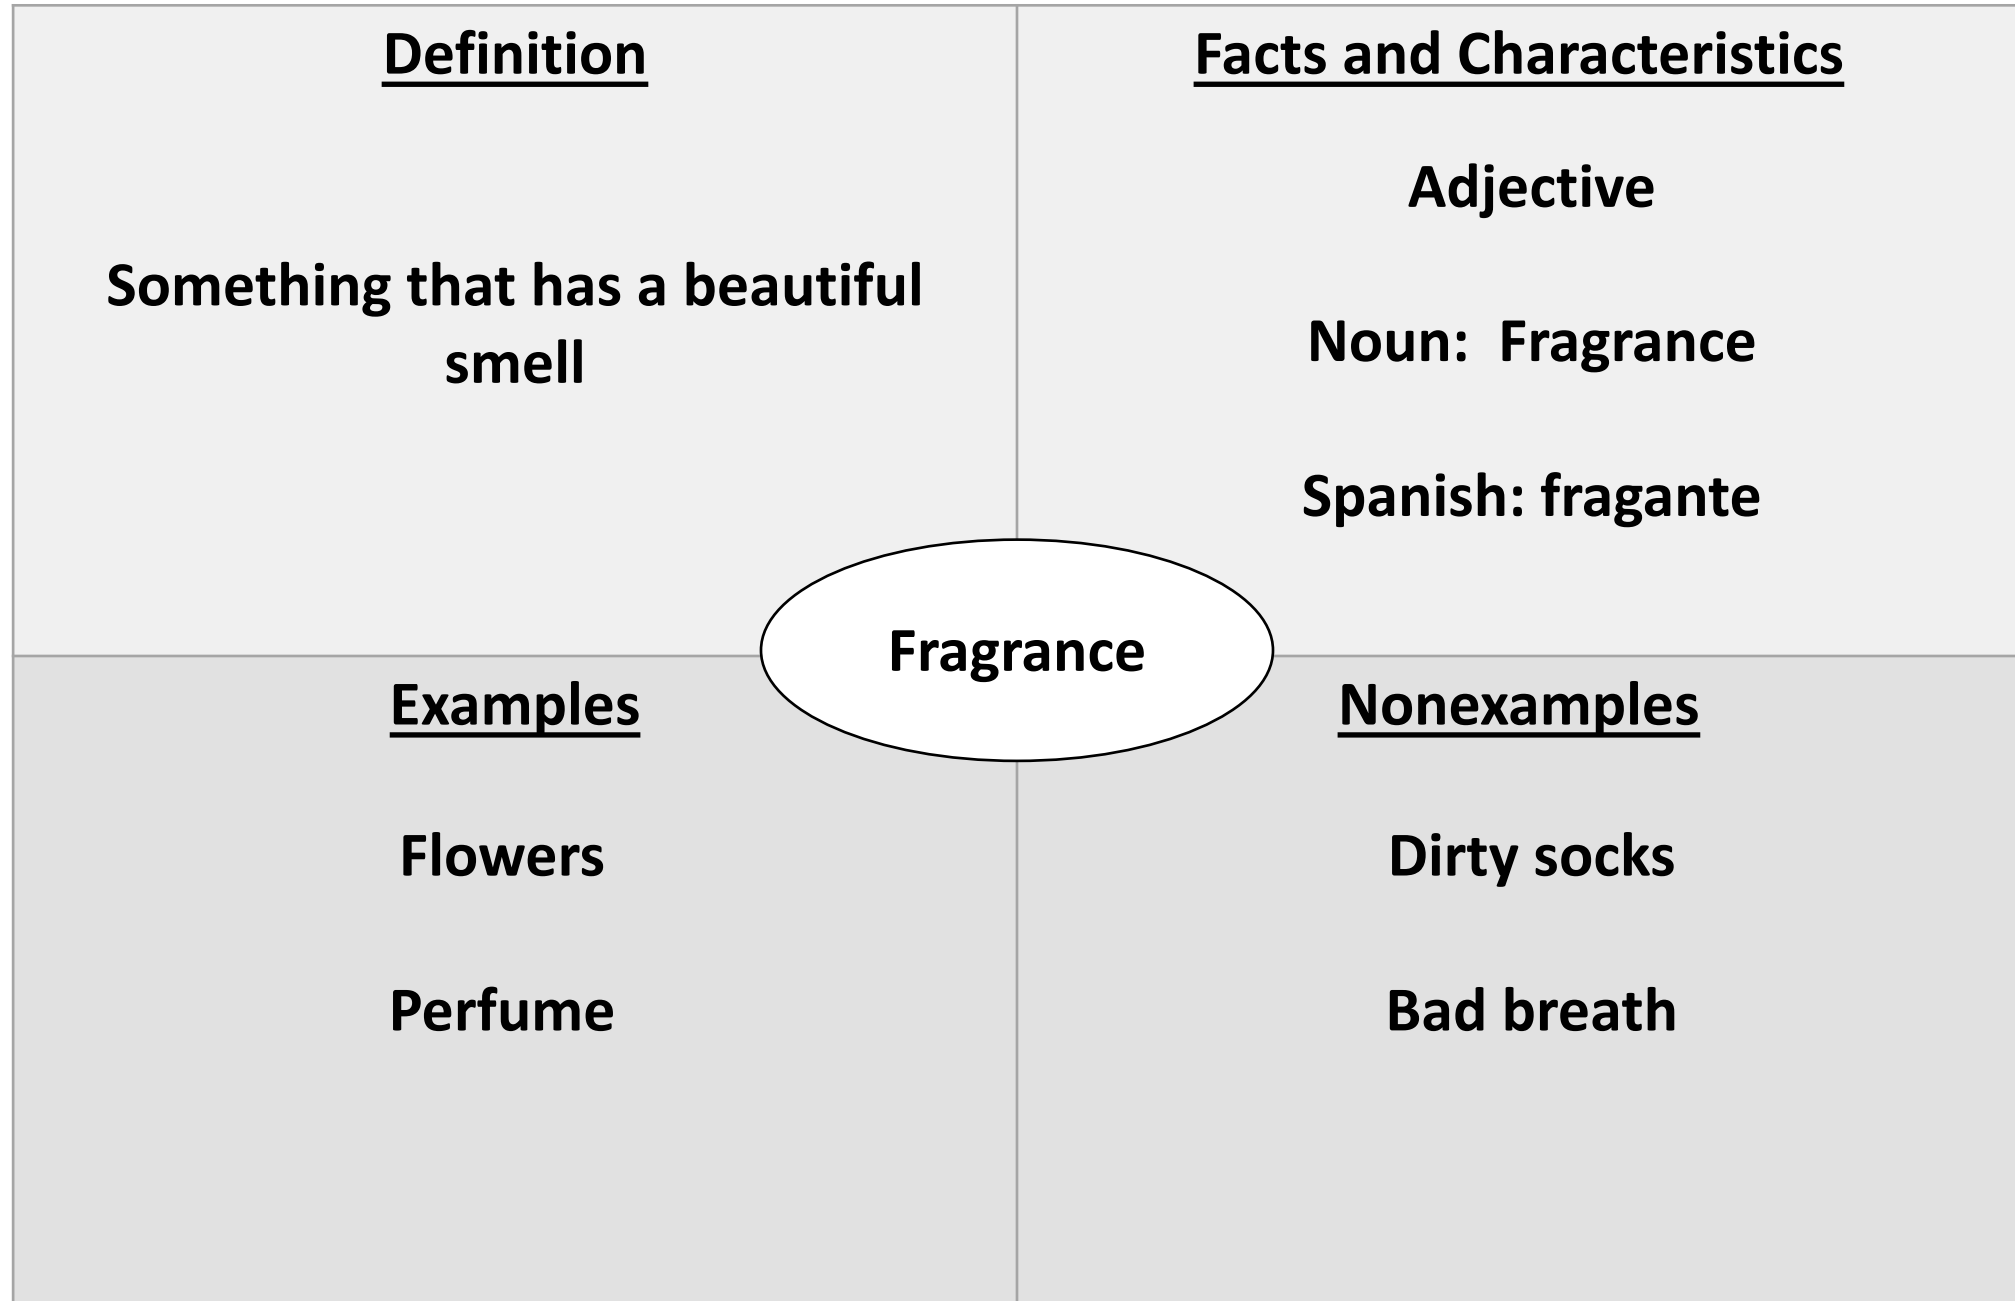 Definition
Something that has a beautiful
smell
Facts and Characteristics
Adjective
Noun:  Fragrance
Spanish: fragante
Fragrance
Examples
Flowers
Perfume
Nonexamples
Dirty socks
Bad breath